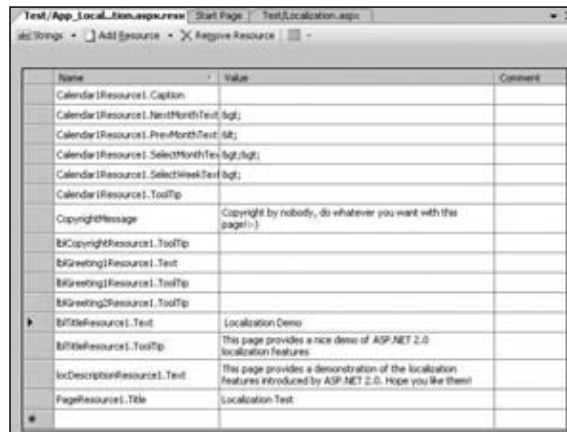 Test/App_Local...tion.aspx.resx Start Page Test/Localization.aspx
Strings Add Resource Remove Resource
Name Value Comment
Calendar1Resource1.Caption
Calendar1Resource1.NextMonthText &gt;
Calendar1Resource1.PrevMonthText &lt;
Calendar1Resource1.SelectMonthTex &gt;&gt;
Calendar1Resource1.SelectWeekText &gt;
Calendar1Resource1.ToolTip
CopyrightMessage Copyright by nobody, do whatever you want with this
page!:-)
lblCopyrightResource1.ToolTip
lblGreeting1Resource1.Text
lblGreeting1Resource1.ToolTip
lblGreeting2Resource1.ToolTip
lblTitleResource1.Text Localization Demo
lblTitleResource1.ToolTip This page provides a nice demo of ASP.NET 2.0
localization features
locDescriptionResource1.Text This page provides a demonstration of the localization
features introduced by ASP.NET 2.0. Hope you like them!
PageResource1.Title Localization Test